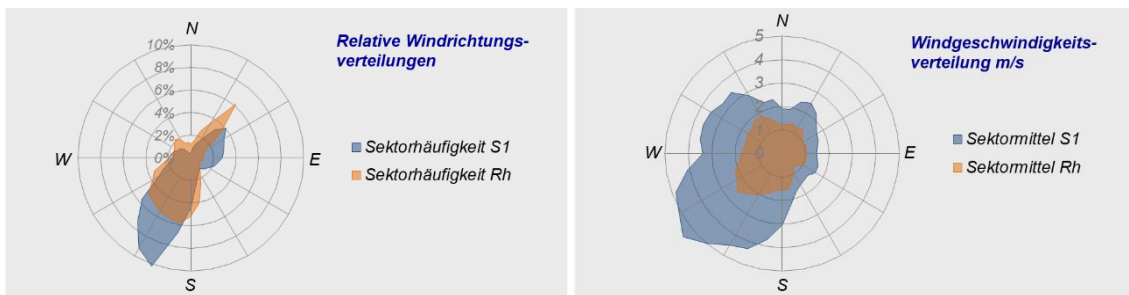 N
10%
8%
6%
4%
2%
0%
W
E
S
Relative Windrichtungs-
verteilungen
Sektorhäufigkeit S1
Sektorhäufigkeit Rh
N
5
4
3
2
1
0
W
E
S
Windgeschwindigkeits-
verteilung m/s
Sektormittel S1
Sektormittel Rh